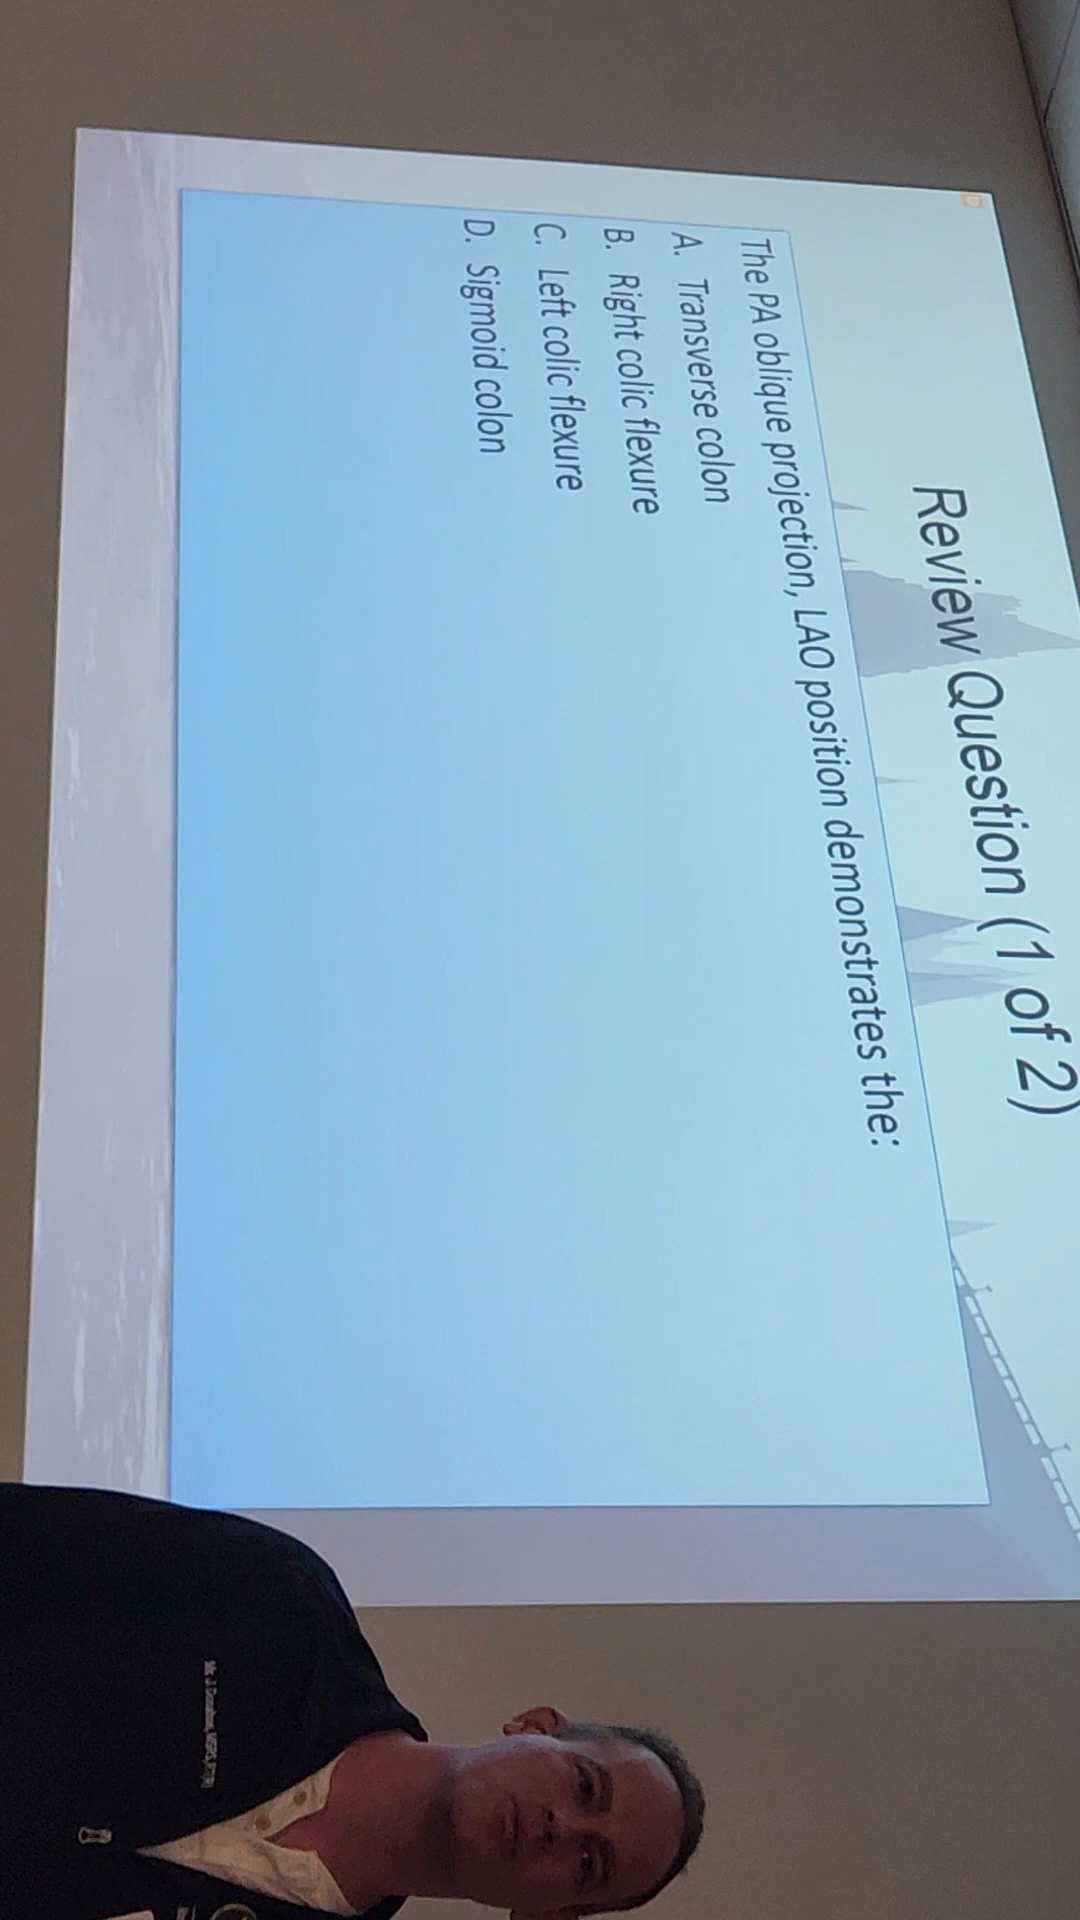 Review Question (1 of 2)
The PA oblique projection, LAO position demonstrates the:
A. Transverse colon
B. Right colic flexure
C. Left colic flexure
D. Sigmoid colon